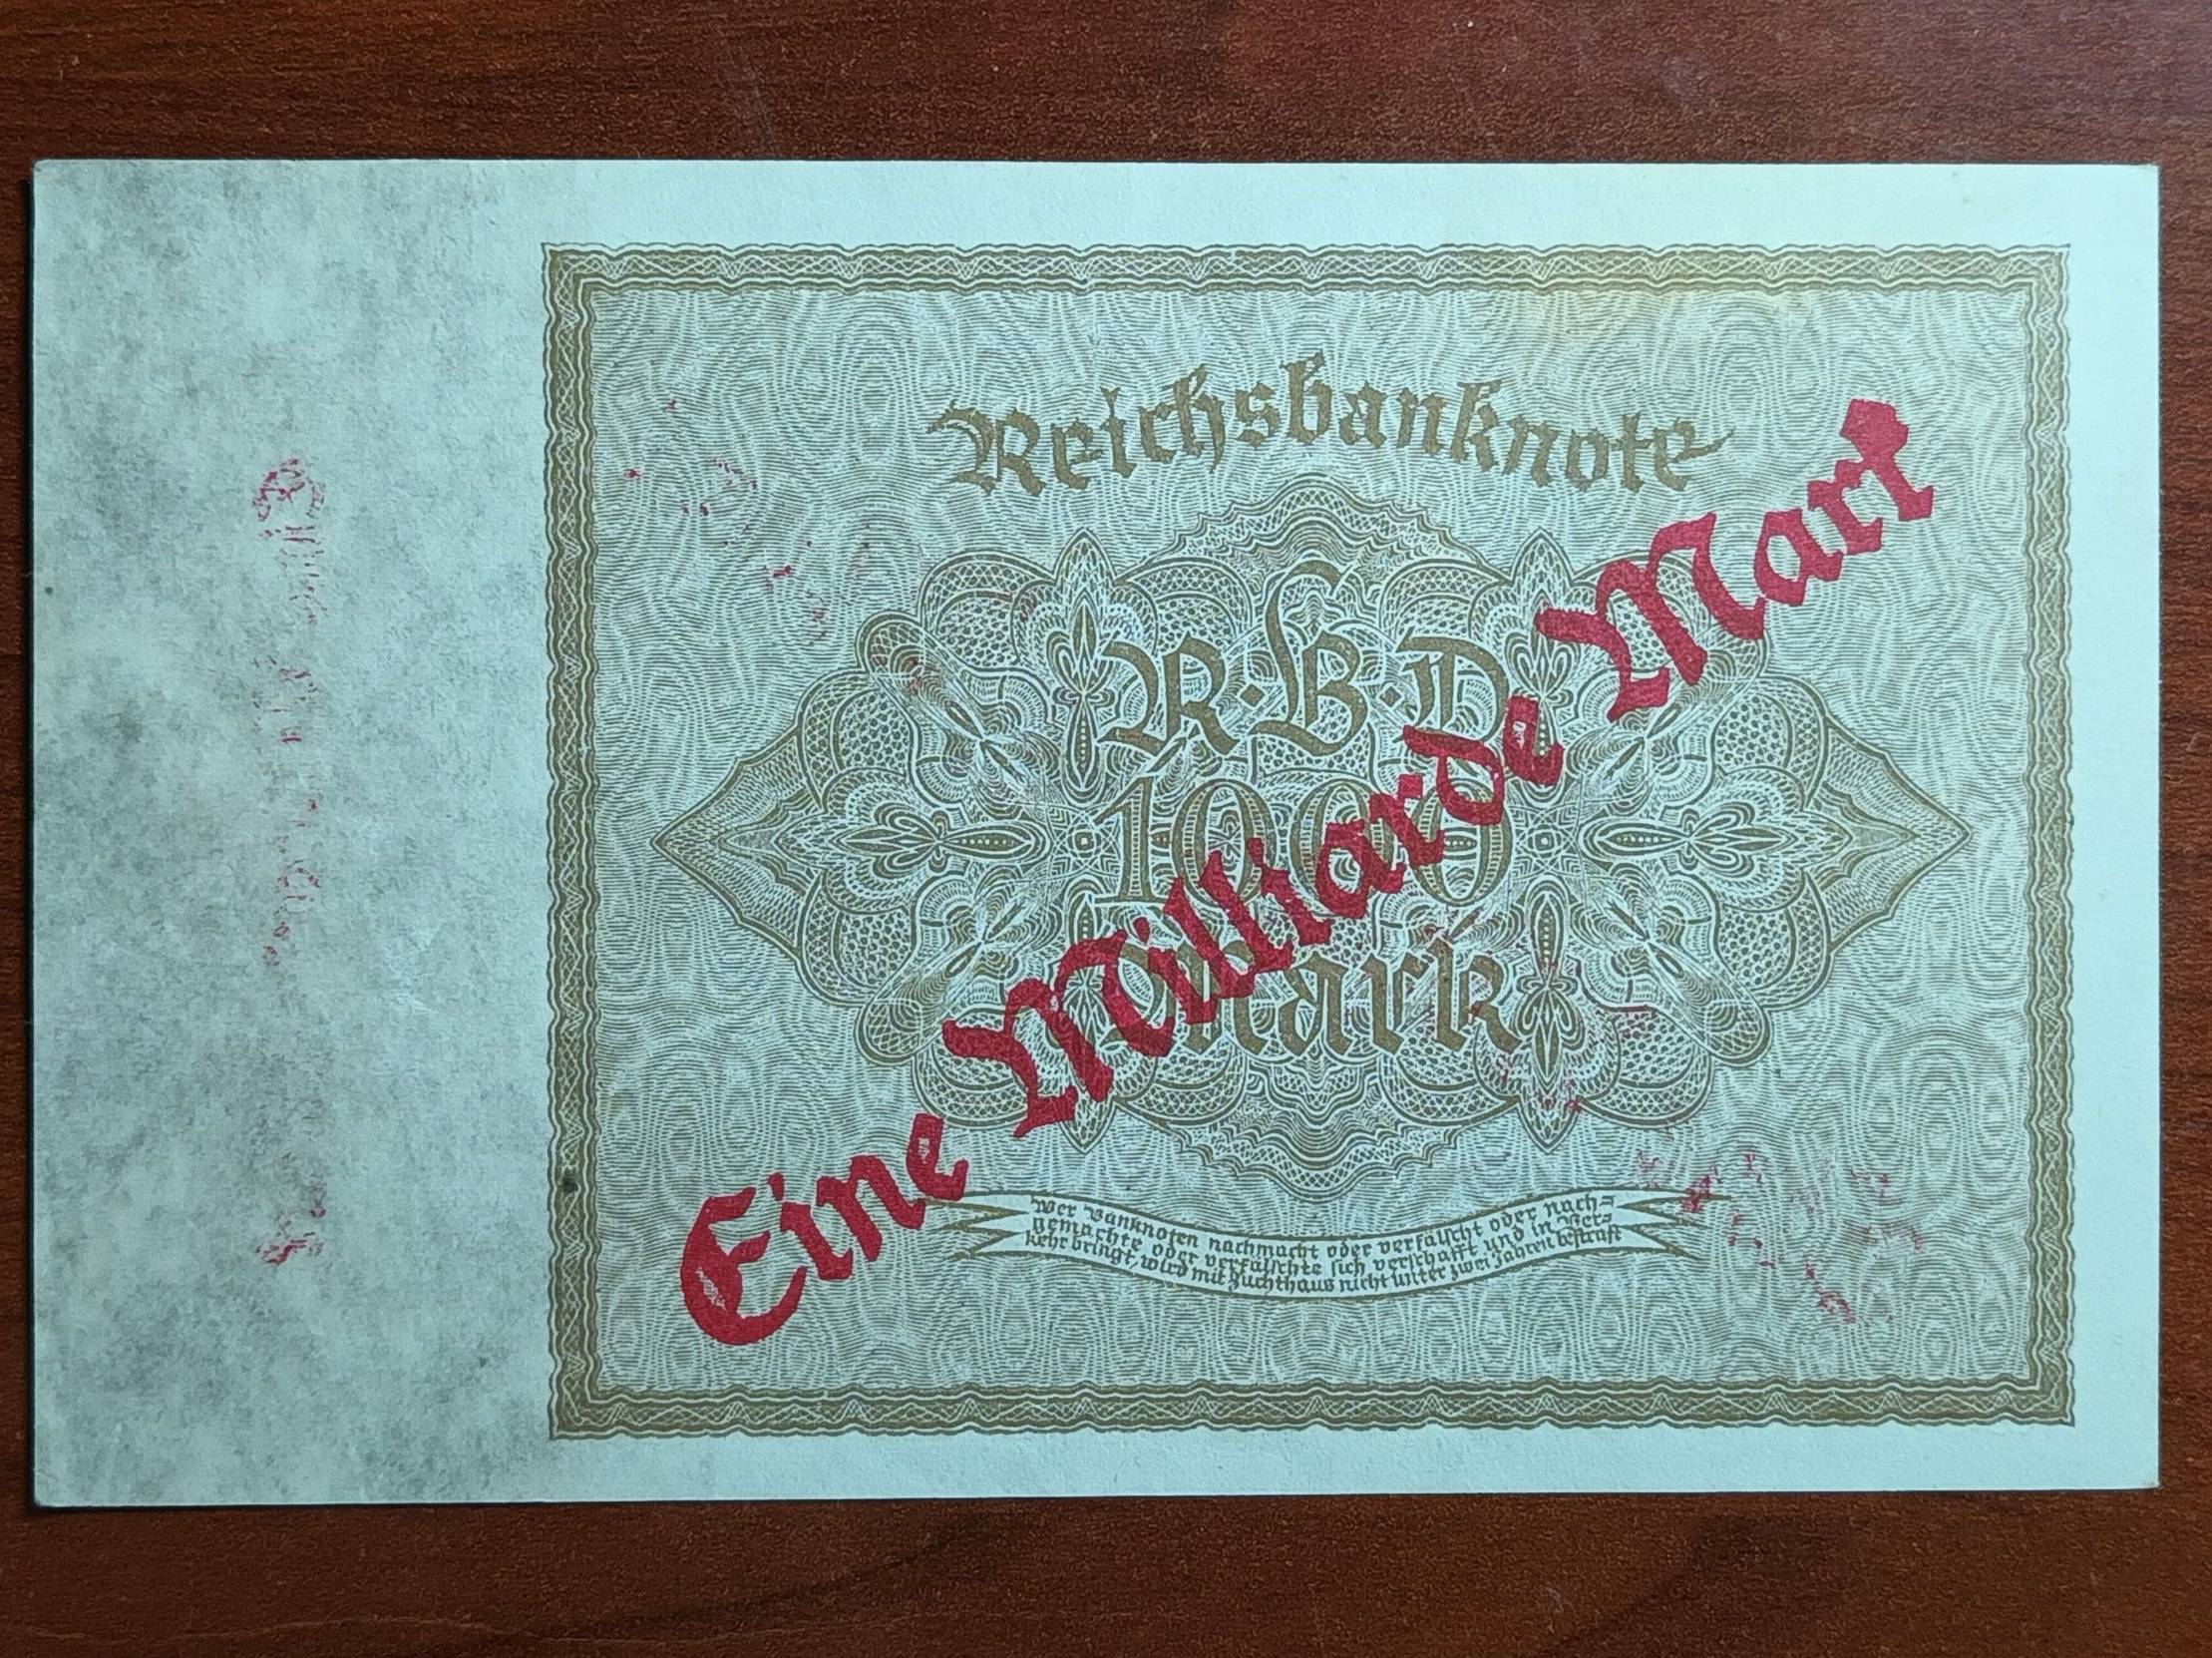 Reichsbanknote
R·B·D
1000
Mark
Eine Milliarde Mark
Wer Banknoten nachmacht oder verfälscht oder nach=
gemachte oder verfälschte sich verschafft und in Ver=
kehr bringt, wird mit Zuchthaus nicht unter zwei Jahren bestraft